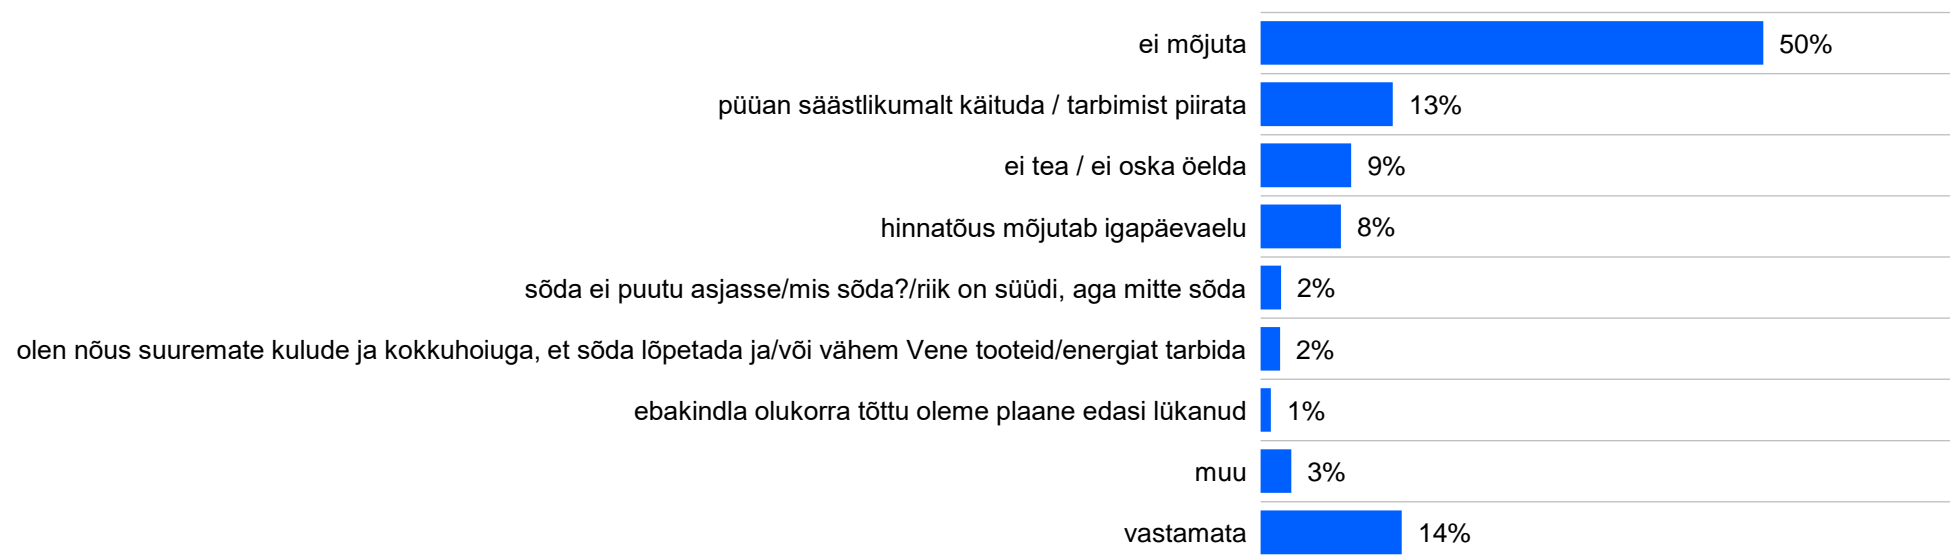 ei mõjuta 50%
püüan säästlikumalt käituda / tarbimist piirata 13%
ei tea / ei oska öelda 9%
hinnatõus mõjutab igapäevaelu 8%
sõda ei puutu asjasse/mis sõda?/riik on süüdi, aga mitte sõda 2%
olen nõus suuremate kulude ja kokkuhoiuga, et sõda lõpetada ja/või vähem Vene tooteid/energiat tarbida 2%
ebakindla olukorra tõttu oleme plaane edasi lükanud 1%
muu 3%
vastamata 14%